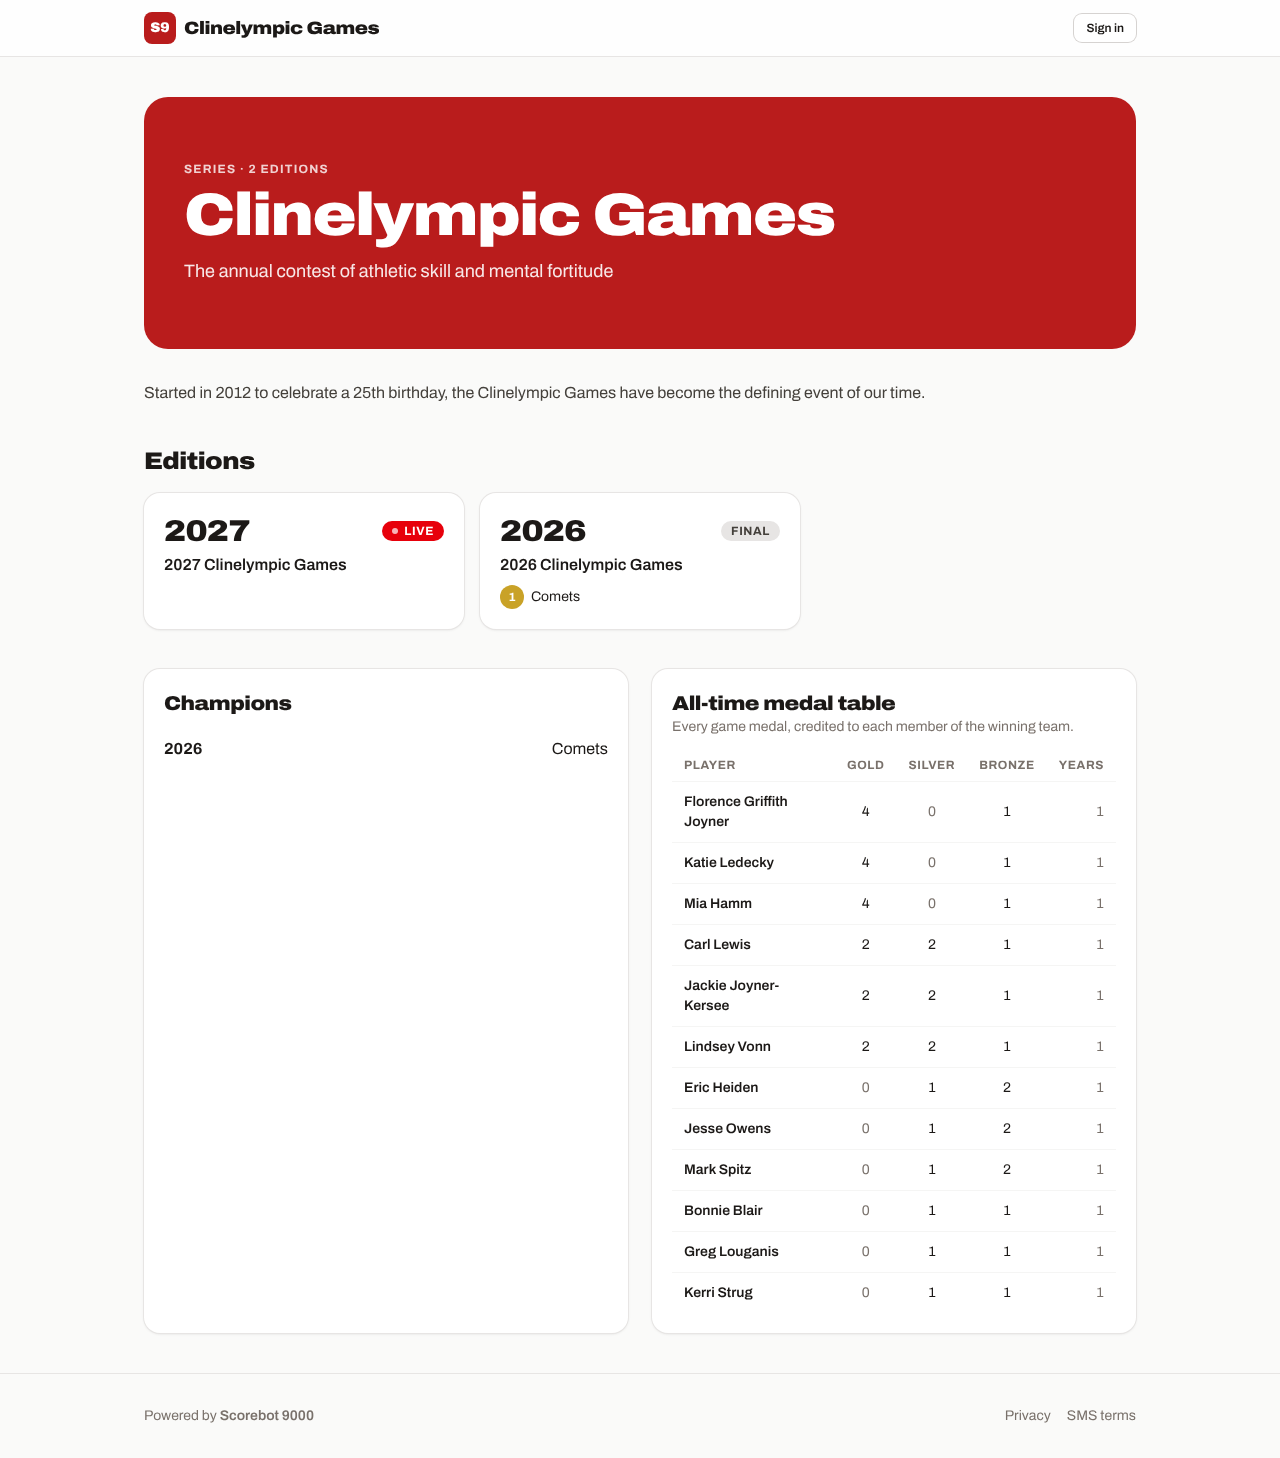 S9 Clinelympic Games
Sign in
SERIES · 2 EDITIONS
Clinelympic Games
The annual contest of athletic skill and mental fortitude
Started in 2012 to celebrate a 25th birthday, the Clinelympic Games have become the defining event of our time.
Editions
2027 LIVE
2027 Clinelympic Games
2026 FINAL
2026 Clinelympic Games
1 Comets
Champions
2026 Comets
All-time medal table
Every game medal, credited to each member of the winning team.
PLAYER GOLD SILVER BRONZE YEARS
Florence Griffith
Joyner 4 0 1 1
Katie Ledecky 4 0 1 1
Mia Hamm 4 0 1 1
Carl Lewis 2 2 1 1
Jackie Joyner-
Kersee 2 2 1 1
Lindsey Vonn 2 2 1 1
Eric Heiden 0 1 2 1
Jesse Owens 0 1 2 1
Mark Spitz 0 1 2 1
Bonnie Blair 0 1 1 1
Greg Louganis 0 1 1 1
Kerri Strug 0 1 1 1
Powered by Scorebot 9000
Privacy SMS terms